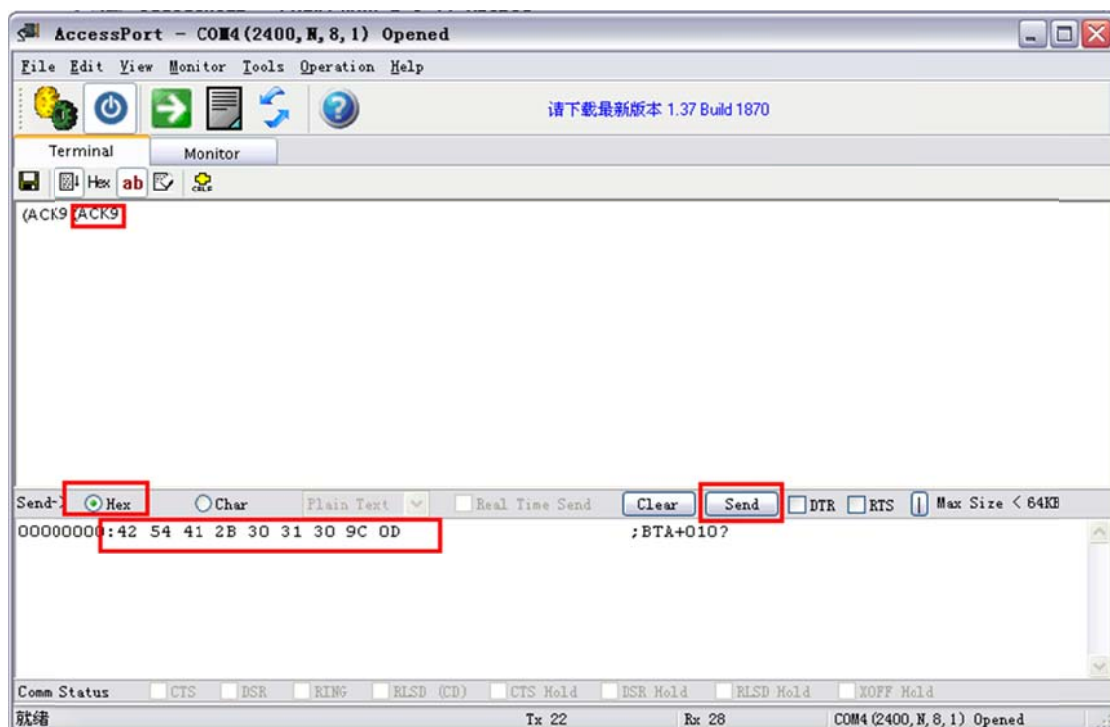 AccessPort - COM4(2400,N,8,1) Opened
File Edit View Monitor Tools Operation Help
请下载最新版本 1.37 Build 1870
Terminal Monitor
Hex ab
(ACK9 (ACK9
Send-> Hex Char Plain Text Real Time Send Clear Send DTR RTS Max Size < 64KB
00000000:42 54 41 2B 30 31 30 9C 0D ;BTA+010?
Comm Status CTS DSR RING RLSD (CD) CTS Hold DSR Hold RLSD Hold XOFF Hold
就绪 Tx 22 Rx 28 COM4(2400,N,8,1) Opened